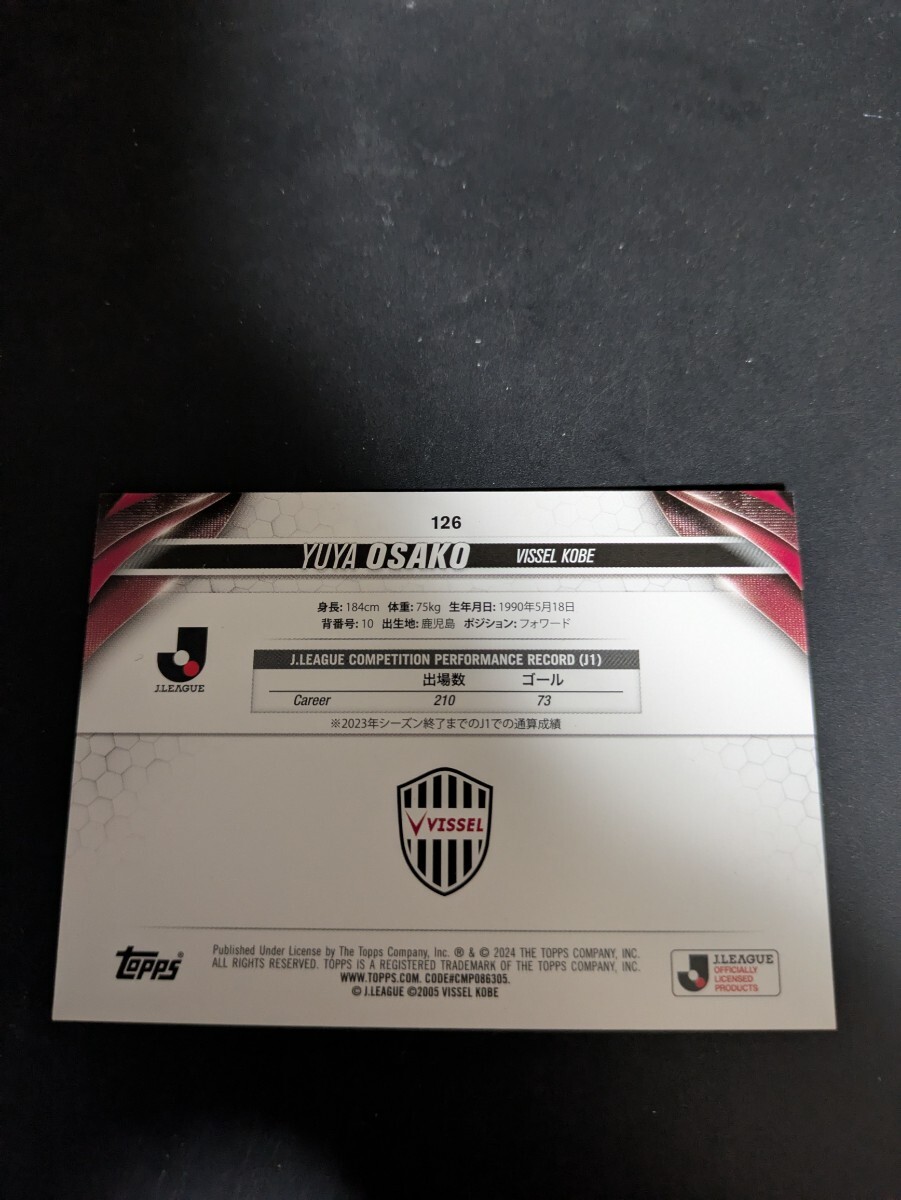 126
YUYA OSAKO VISSEL KOBE
身長: 184cm 体重: 75kg 生年月日: 1990年5月18日
背番号: 10 出生地: 鹿児島 ポジション: フォワード
J.LEAGUE
J.LEAGUE COMPETITION PERFORMANCE RECORD (J1)
出場数 ゴール
Career 210 73
※2023年シーズン終了までのJ1での通算成績
VISSEL
topps®
Published Under License by The Topps Company, Inc. ® & © 2024 THE TOPPS COMPANY, INC.
ALL RIGHTS RESERVED. TOPPS IS A REGISTERED TRADEMARK OF THE TOPPS COMPANY, INC.
WWW.TOPPS.COM. CODE#CMP086305.
© J.LEAGUE ©2005 VISSEL KOBE
J.LEAGUE
OFFICIALLY
LICENSED
PRODUCTS